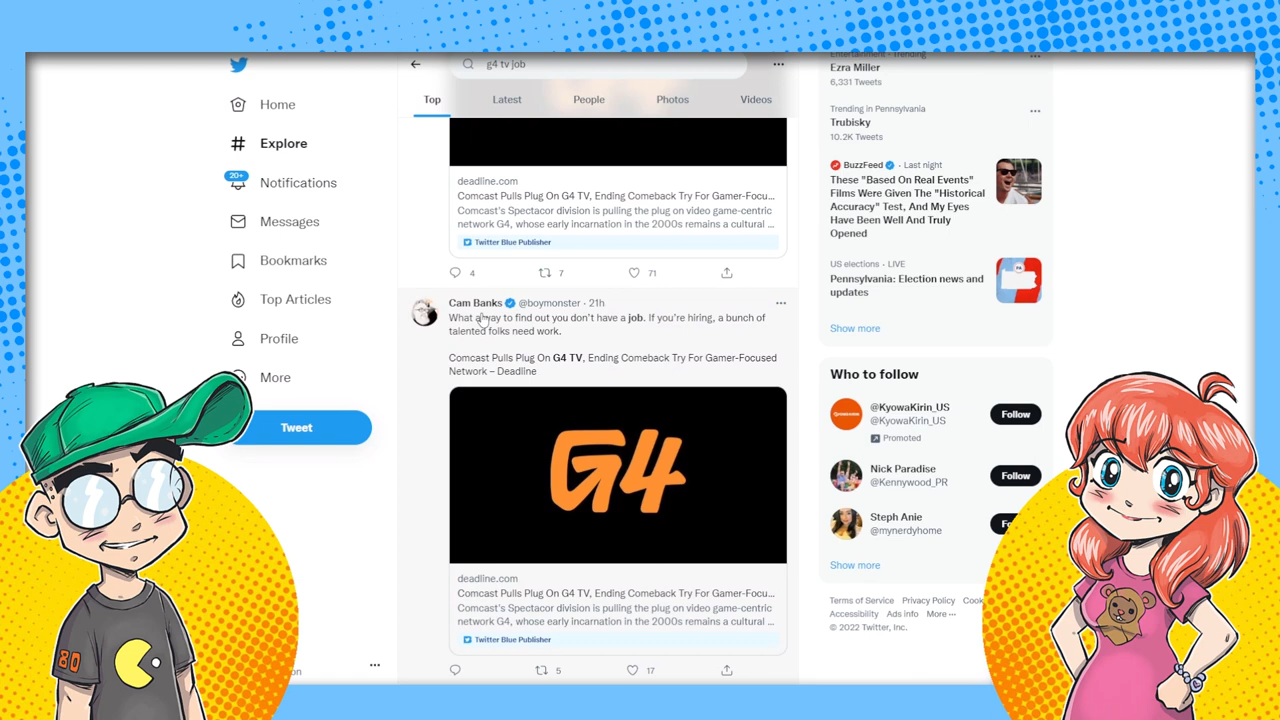 g4 tv job
Top
Latest
People
Photos
Videos
Home
Explore
20+
Notifications
Messages
Bookmarks
Top Articles
Profile
More
Tweet
on
deadline.com
Comcast Pulls Plug On G4 TV, Ending Comeback Try For Gamer-Focu...
Comcast's Spectacor division is pulling the plug on video game-centric
network G4, whose early incarnation in the 2000s remains a cultural ...
Twitter Blue Publisher
4
7
71
Cam Banks @boymonster · 21h
What a way to find out you don't have a job. If you're hiring, a bunch of
talented folks need work.
Comcast Pulls Plug On G4 TV, Ending Comeback Try For Gamer-Focused
Network – Deadline
G4
deadline.com
Comcast Pulls Plug On G4 TV, Ending Comeback Try For Gamer-Focu...
Comcast's Spectacor division is pulling the plug on video game-centric
network G4, whose early incarnation in the 2000s remains a cultural ...
Twitter Blue Publisher
5
17
Entertainment · Trending
Ezra Miller
6,331 Tweets
Trending in Pennsylvania
Trubisky
10.2K Tweets
BuzzFeed · Last night
These "Based On Real Events"
Films Were Given The "Historical
Accuracy" Test, And My Eyes
Have Been Well And Truly
Opened
US elections · LIVE
Pennsylvania: Election news and
updates
Show more
Who to follow
@KyowaKirin_US
@KyowaKirin_US
Promoted
Follow
Nick Paradise
@Kennywood_PR
Follow
Steph Anie
@mynerdyhome
Fo
Show more
Terms of Service Privacy Policy Cook
Accessibility Ads info More ···
© 2022 Twitter, Inc.
80